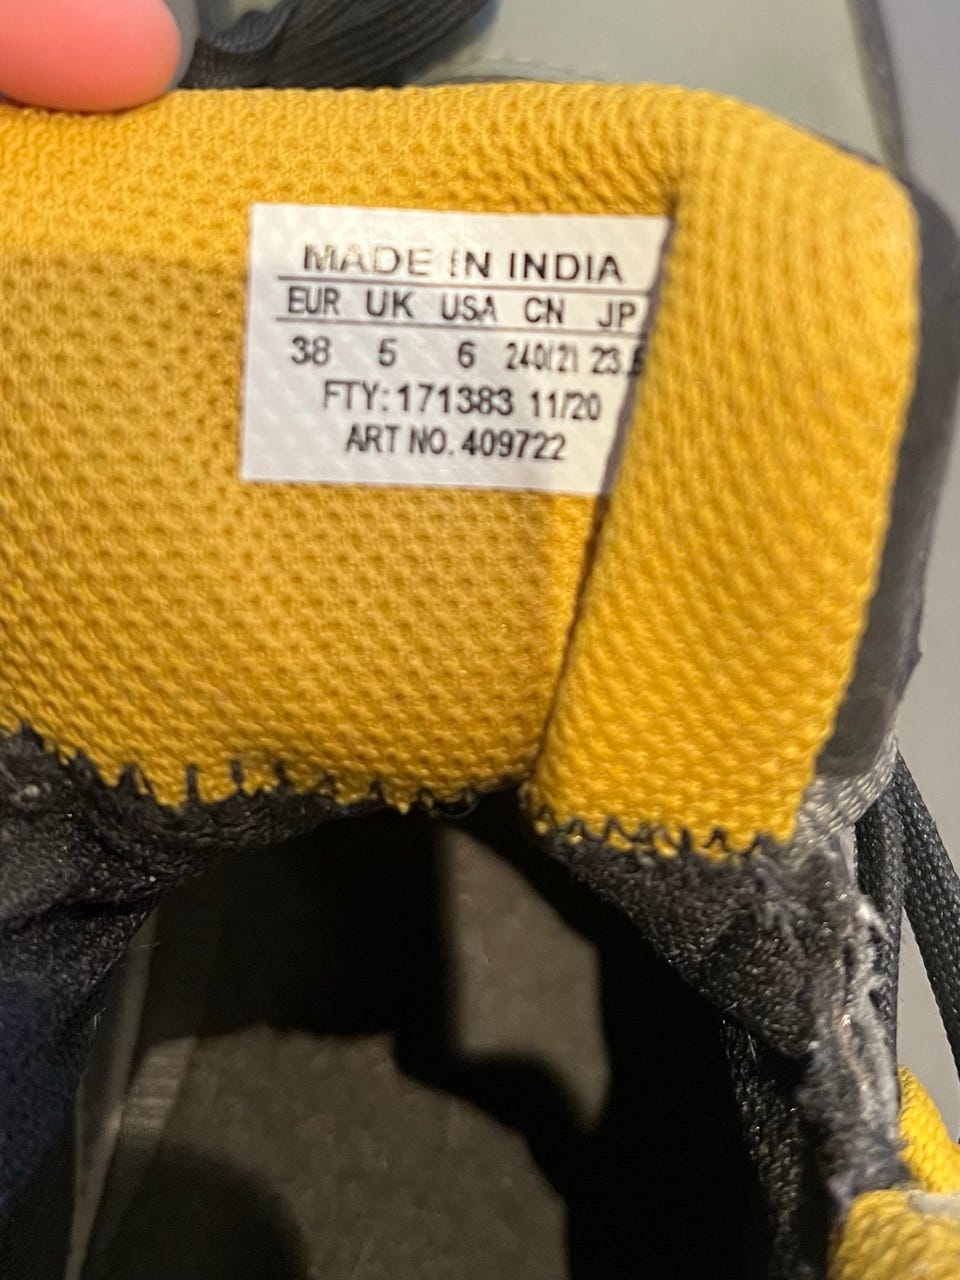 MADE IN INDIA
EUR UK USA CN JP
38 5 6 240(2) 23.5
FTY: 171383 11/20
ART NO. 409722